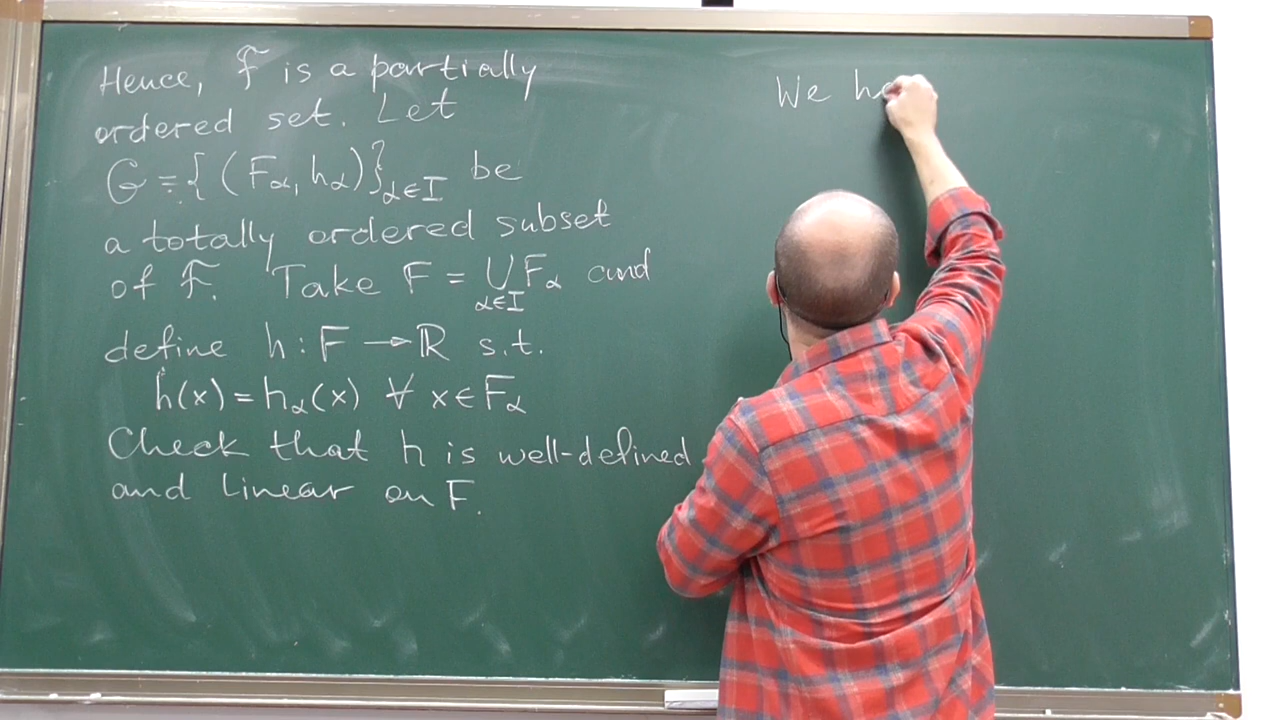 Hence, F is a partially
ordered set. Let
G = {(Fα, hα)}α∈I be
a totally ordered subset
of F. Take F = ⋃α∈I Fα and
define h : F → ℝ s.t.
h(x) = hα(x) ∀ x ∈ Fα
Check that h is well-defined
and linear on F.
We